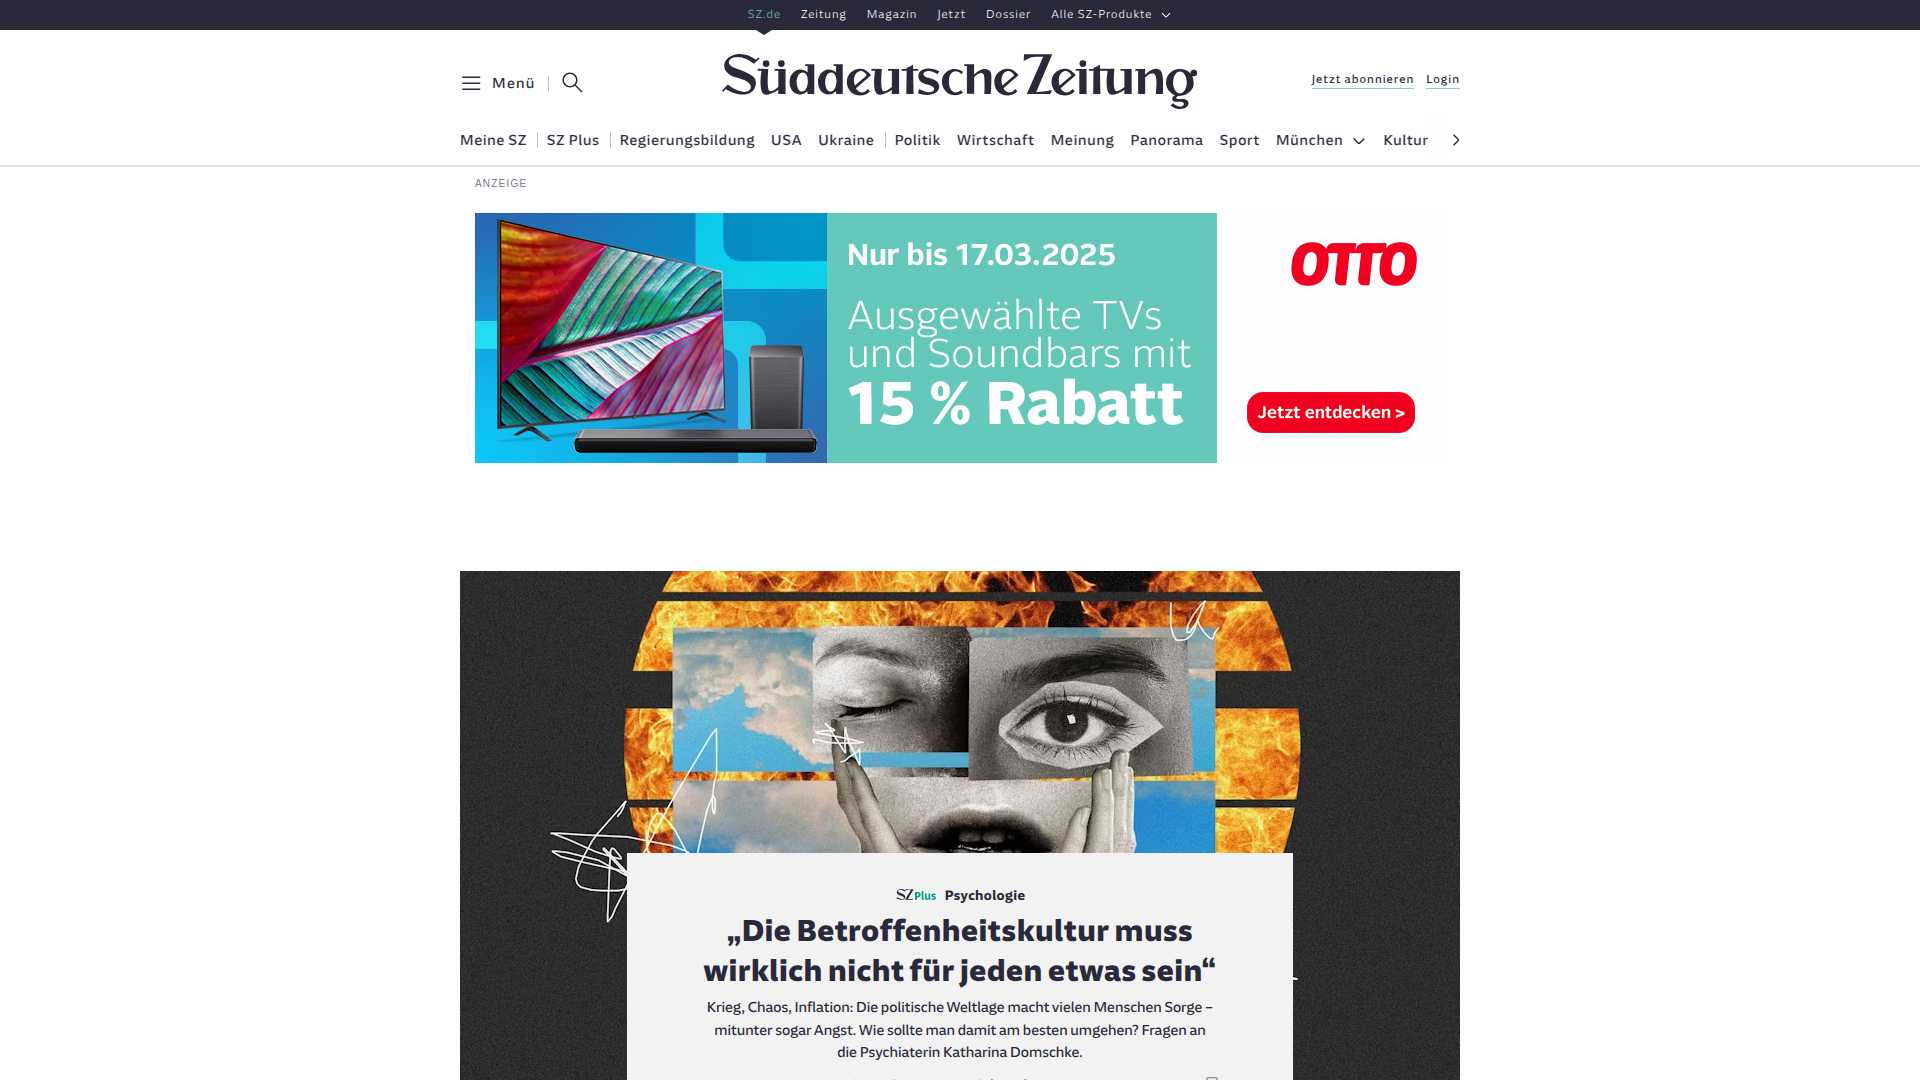 SZ.de Zeitung Magazin Jetzt Dossier Alle SZ-Produkte
Menü
Süddeutsche Zeitung
Jetzt abonnieren Login
Meine SZ SZ Plus Regierungsbildung USA Ukraine Politik Wirtschaft Meinung Panorama Sport München Kultur
ANZEIGE
Nur bis 17.03.2025
Ausgewählte TVs
und Soundbars mit
15 % Rabatt
OTTO
Jetzt entdecken >
SZ Plus Psychologie
„Die Betroffenheitskultur muss
wirklich nicht für jeden etwas sein“
Krieg, Chaos, Inflation: Die politische Weltlage macht vielen Menschen Sorge –
mitunter sogar Angst. Wie sollte man damit am besten umgehen? Fragen an
die Psychiaterin Katharina Domschke.